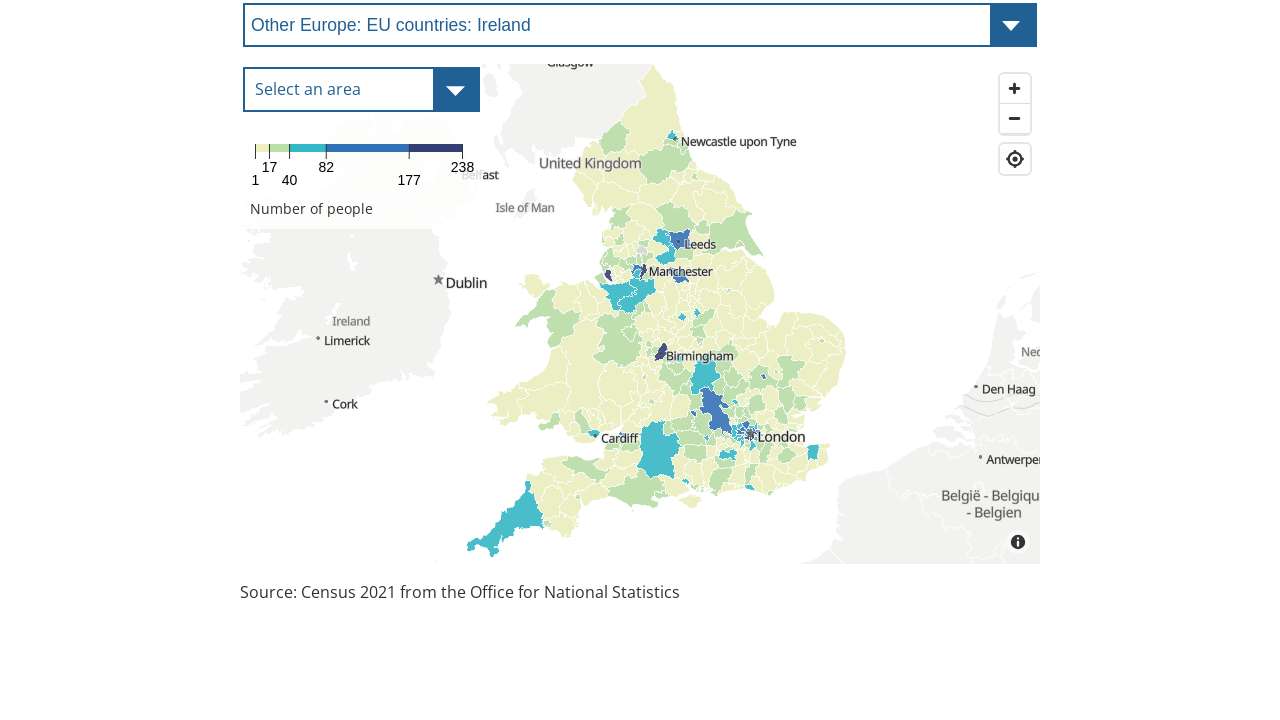 Other Europe: EU countries: Ireland
Glasgow
Select an area
Newcastle upon Tyne
17 82 238
United Kingdom
Belfast
1 40 177
Number of people
Isle of Man
Leeds
Manchester
Dublin
Ireland
Limerick
Birmingham
Den Haag
Cork
Cardiff
London
België - Belgiqu
- Belgien
Source: Census 2021 from the Office for National Statistics